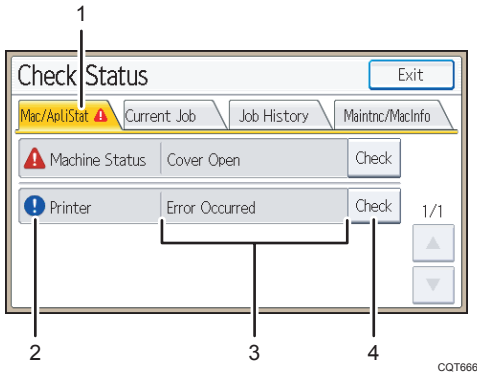 1
Check Status
Exit
Mac/ApliStat
Current Job
Job History
Maintnc/MacInfo
Machine Status
Cover Open
Check
Printer
Error Occurred
Check
1/1
2
3
4
CQT666